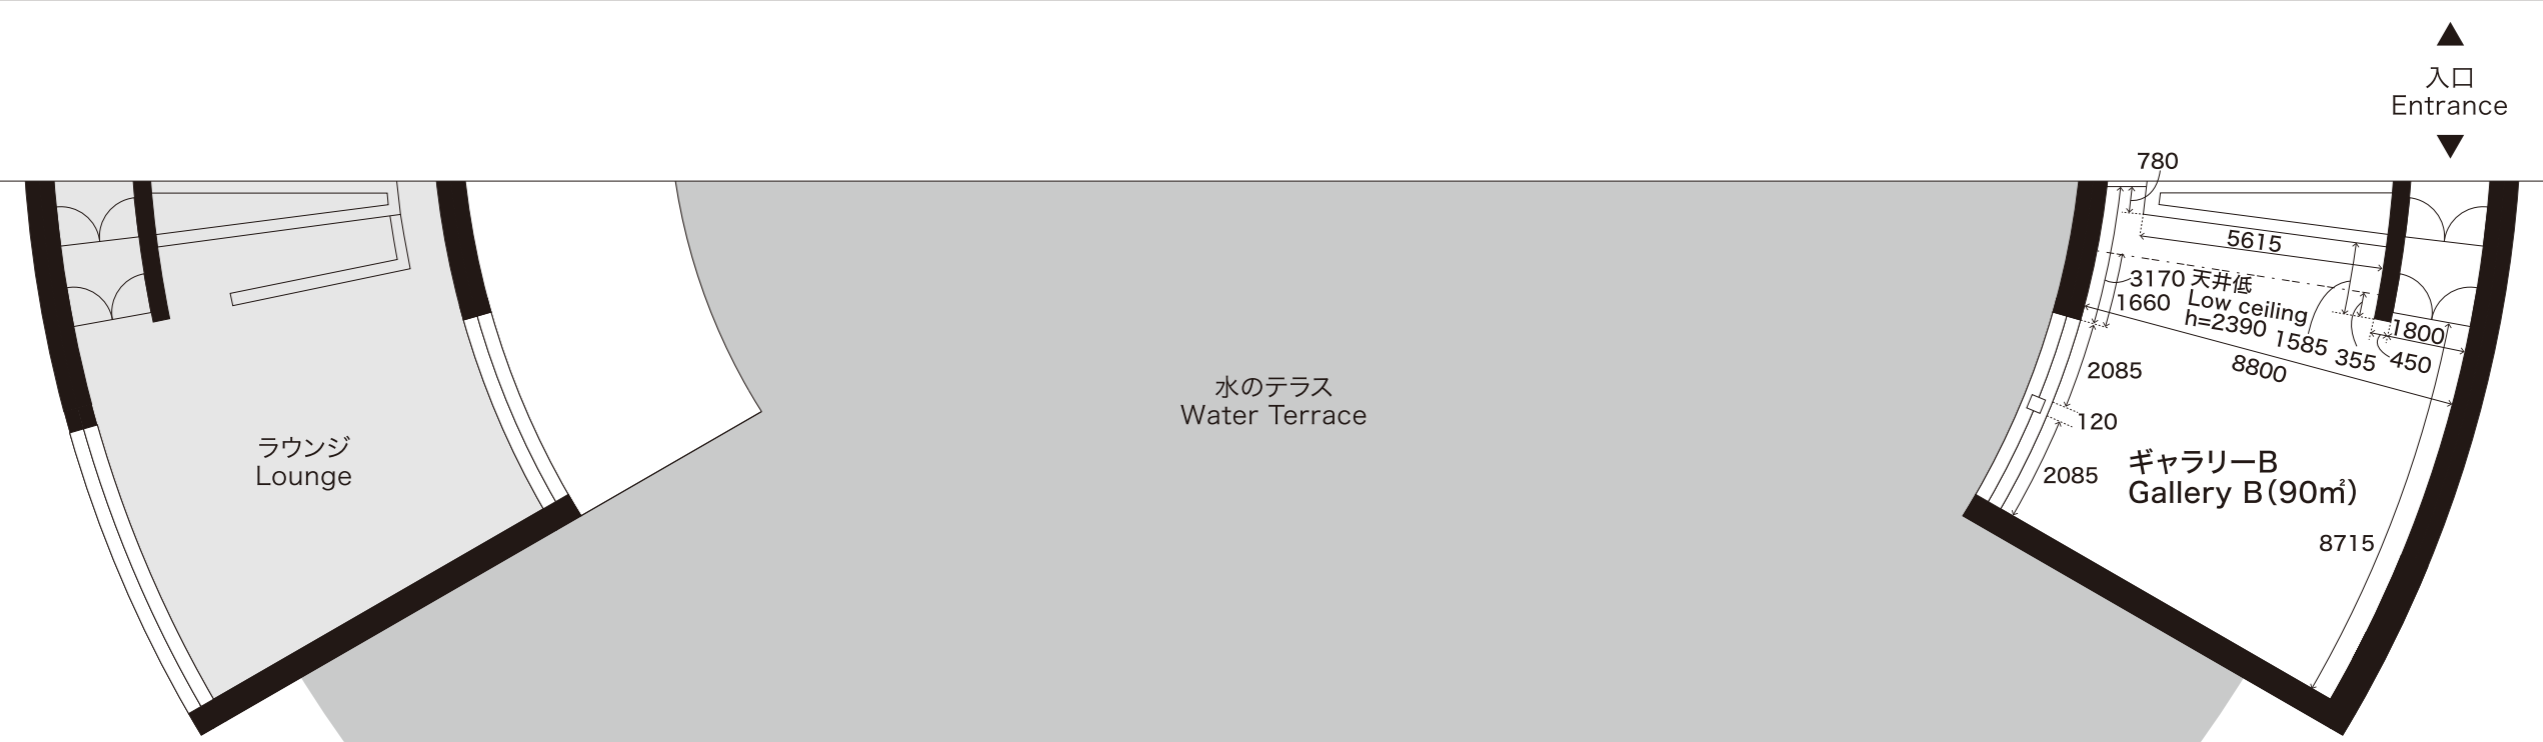 入口
Entrance
780
5615
3170 天井低
1660 Low ceiling
h=2390 1585 355 450
1800
8800
2085
120
2085
ギャラリーB
Gallery B(90㎡)
8715
水のテラス
Water Terrace
ラウンジ
Lounge